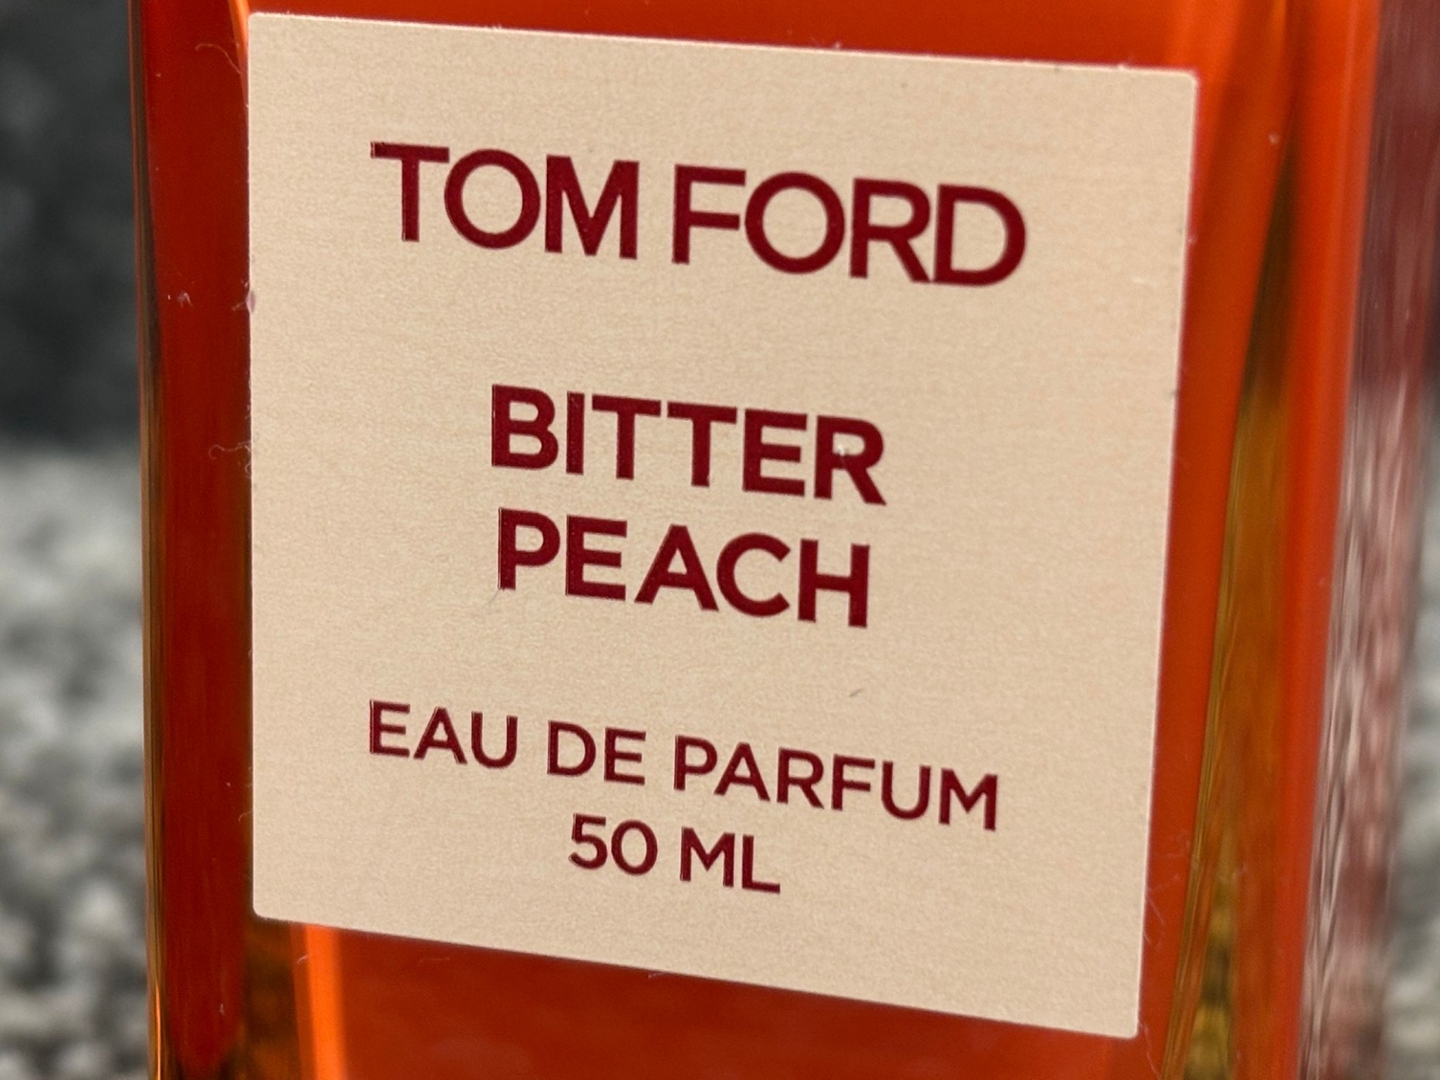 TOM FORD
BITTER
PEACH
EAU DE PARFUM
50 ML